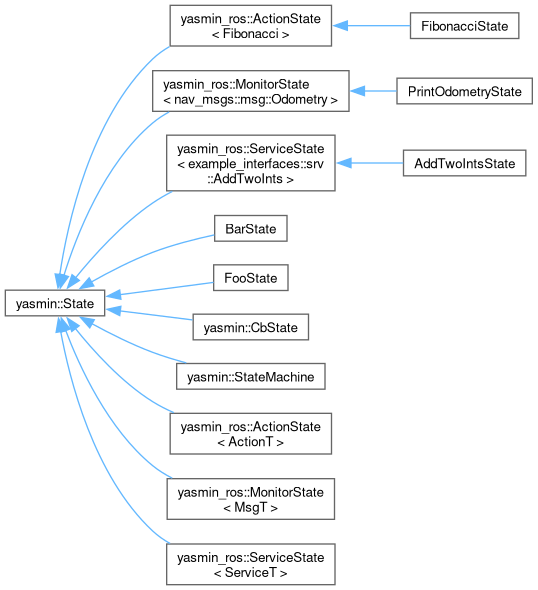 yasmin_ros::ActionState
< Fibonacci >
FibonacciState
yasmin_ros::MonitorState
< nav_msgs::msg::Odometry >
PrintOdometryState
yasmin_ros::ServiceState
< example_interfaces::srv
::AddTwoInts >
AddTwoIntsState
BarState
FooState
yasmin::State
yasmin::CbState
yasmin::StateMachine
yasmin_ros::ActionState
< ActionT >
yasmin_ros::MonitorState
< MsgT >
yasmin_ros::ServiceState
< ServiceT >